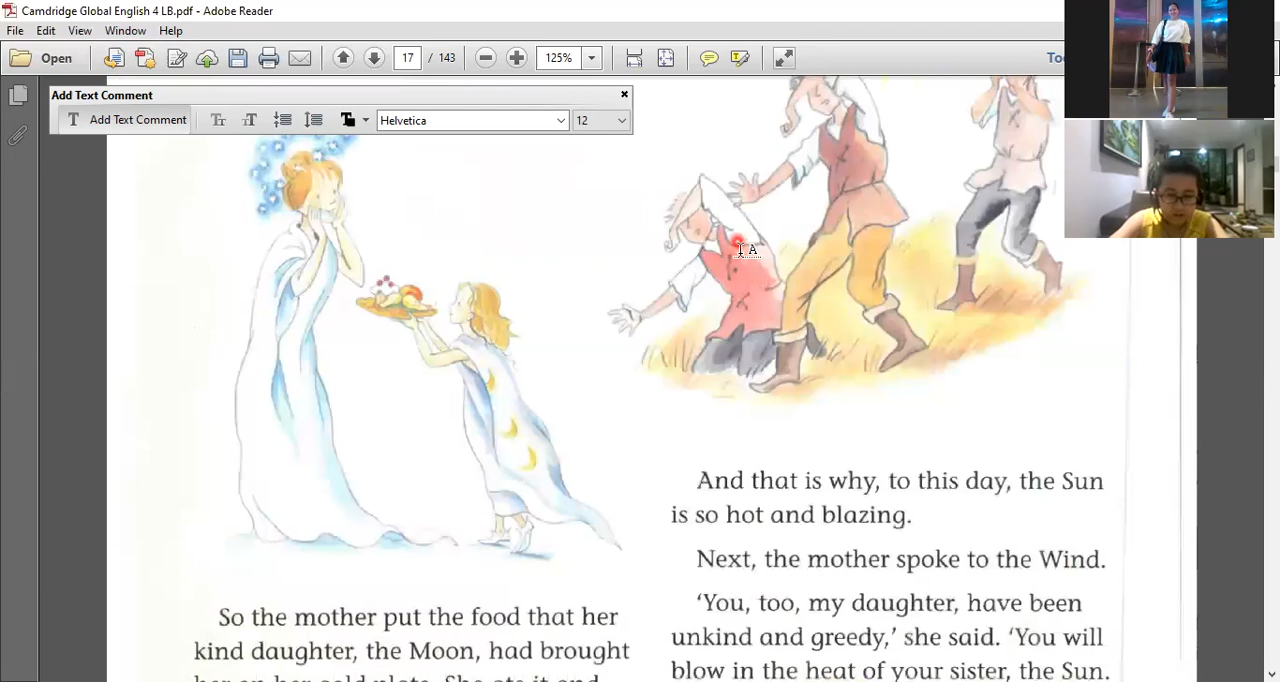 Camdridge Global English 4 LB.pdf - Adobe Reader
File Edit View Window Help
Open 17 / 143 125%
Add Text Comment
T Add Text Comment Tr T T Helvetica 12
A
So the mother put the food that her
kind daughter, the Moon, had brought
And that is why, to this day, the Sun
is so hot and blazing.
Next, the mother spoke to the Wind.
'You, too, my daughter, have been
unkind and greedy,' she said. 'You will
blow in the heat of your sister, the Sun.